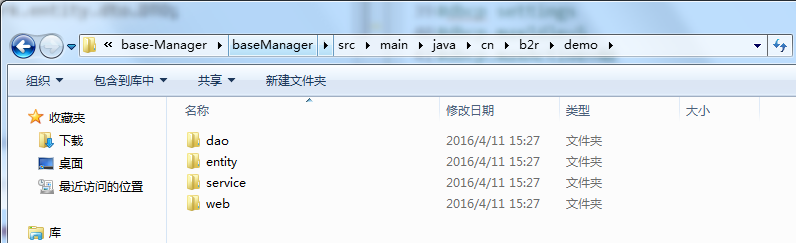 base-Manager baseManager src main java cn b2r demo
组织 包含到库中 共享 新建文件夹
收藏夹
下载
桌面
最近访问的位置
库
名称 修改日期 类型 大小
dao 2016/4/11 15:27 文件夹
entity 2016/4/11 15:27 文件夹
service 2016/4/11 15:27 文件夹
web 2016/4/11 15:27 文件夹